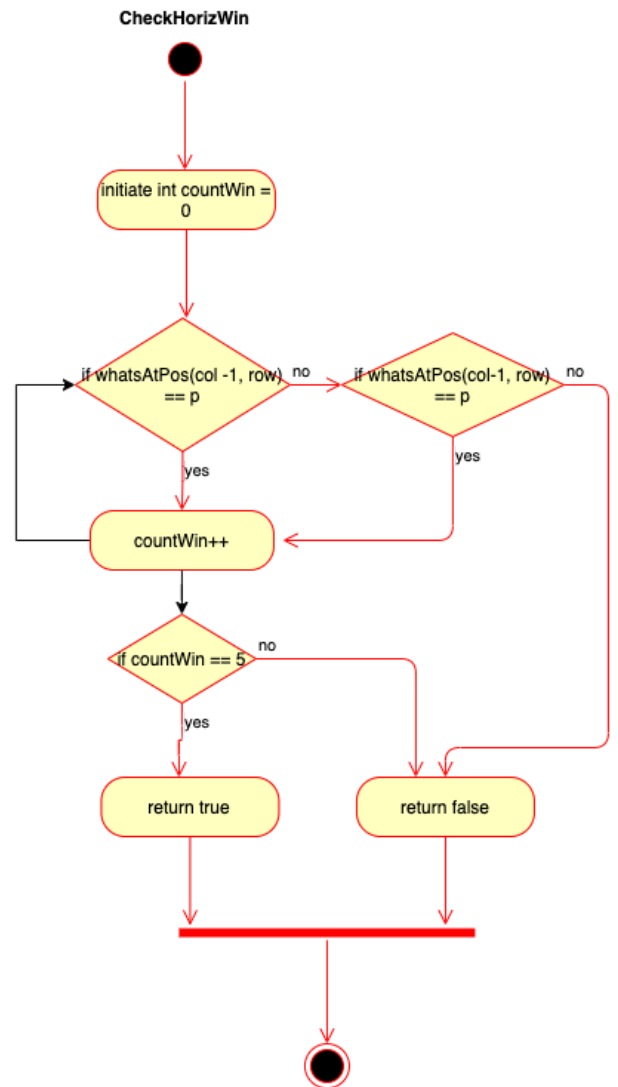 CheckHorizWin
initiate int countWin =
0
if whatsAtPos(col -1, row)
== p
no
if whatsAtPos(col-1, row)
== p
no
yes
yes
countWin++
if countWin == 5
no
yes
return true
return false